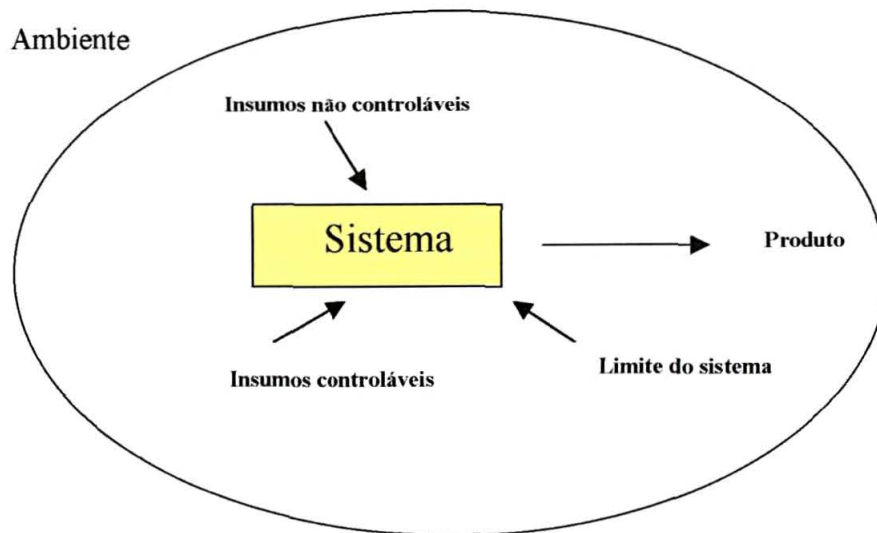 Ambiente
Insumos não controláveis
Sistema
Produto
Insumos controláveis
Limite do sistema